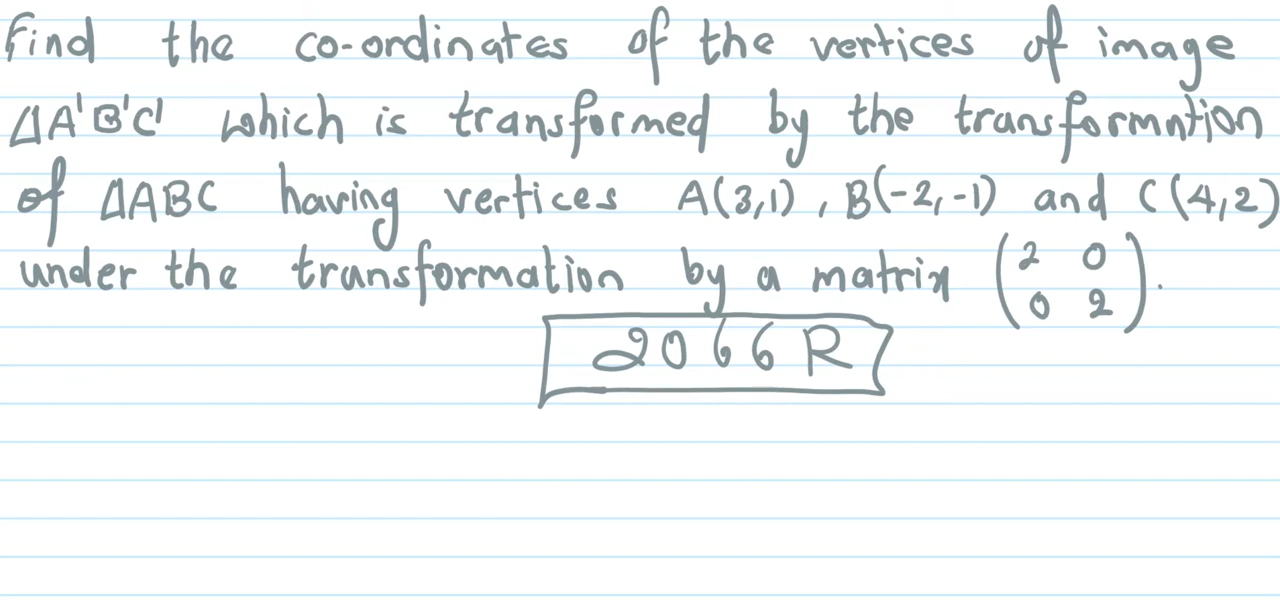 Find the co-ordinates of the vertices of image
ΔA'B'C' which is transformed by the transformation
of ΔABC having vertices A(3,1), B(-2,-1) and C(4,2)
under the transformation by a matrix (2 0
0 2).
2066 R